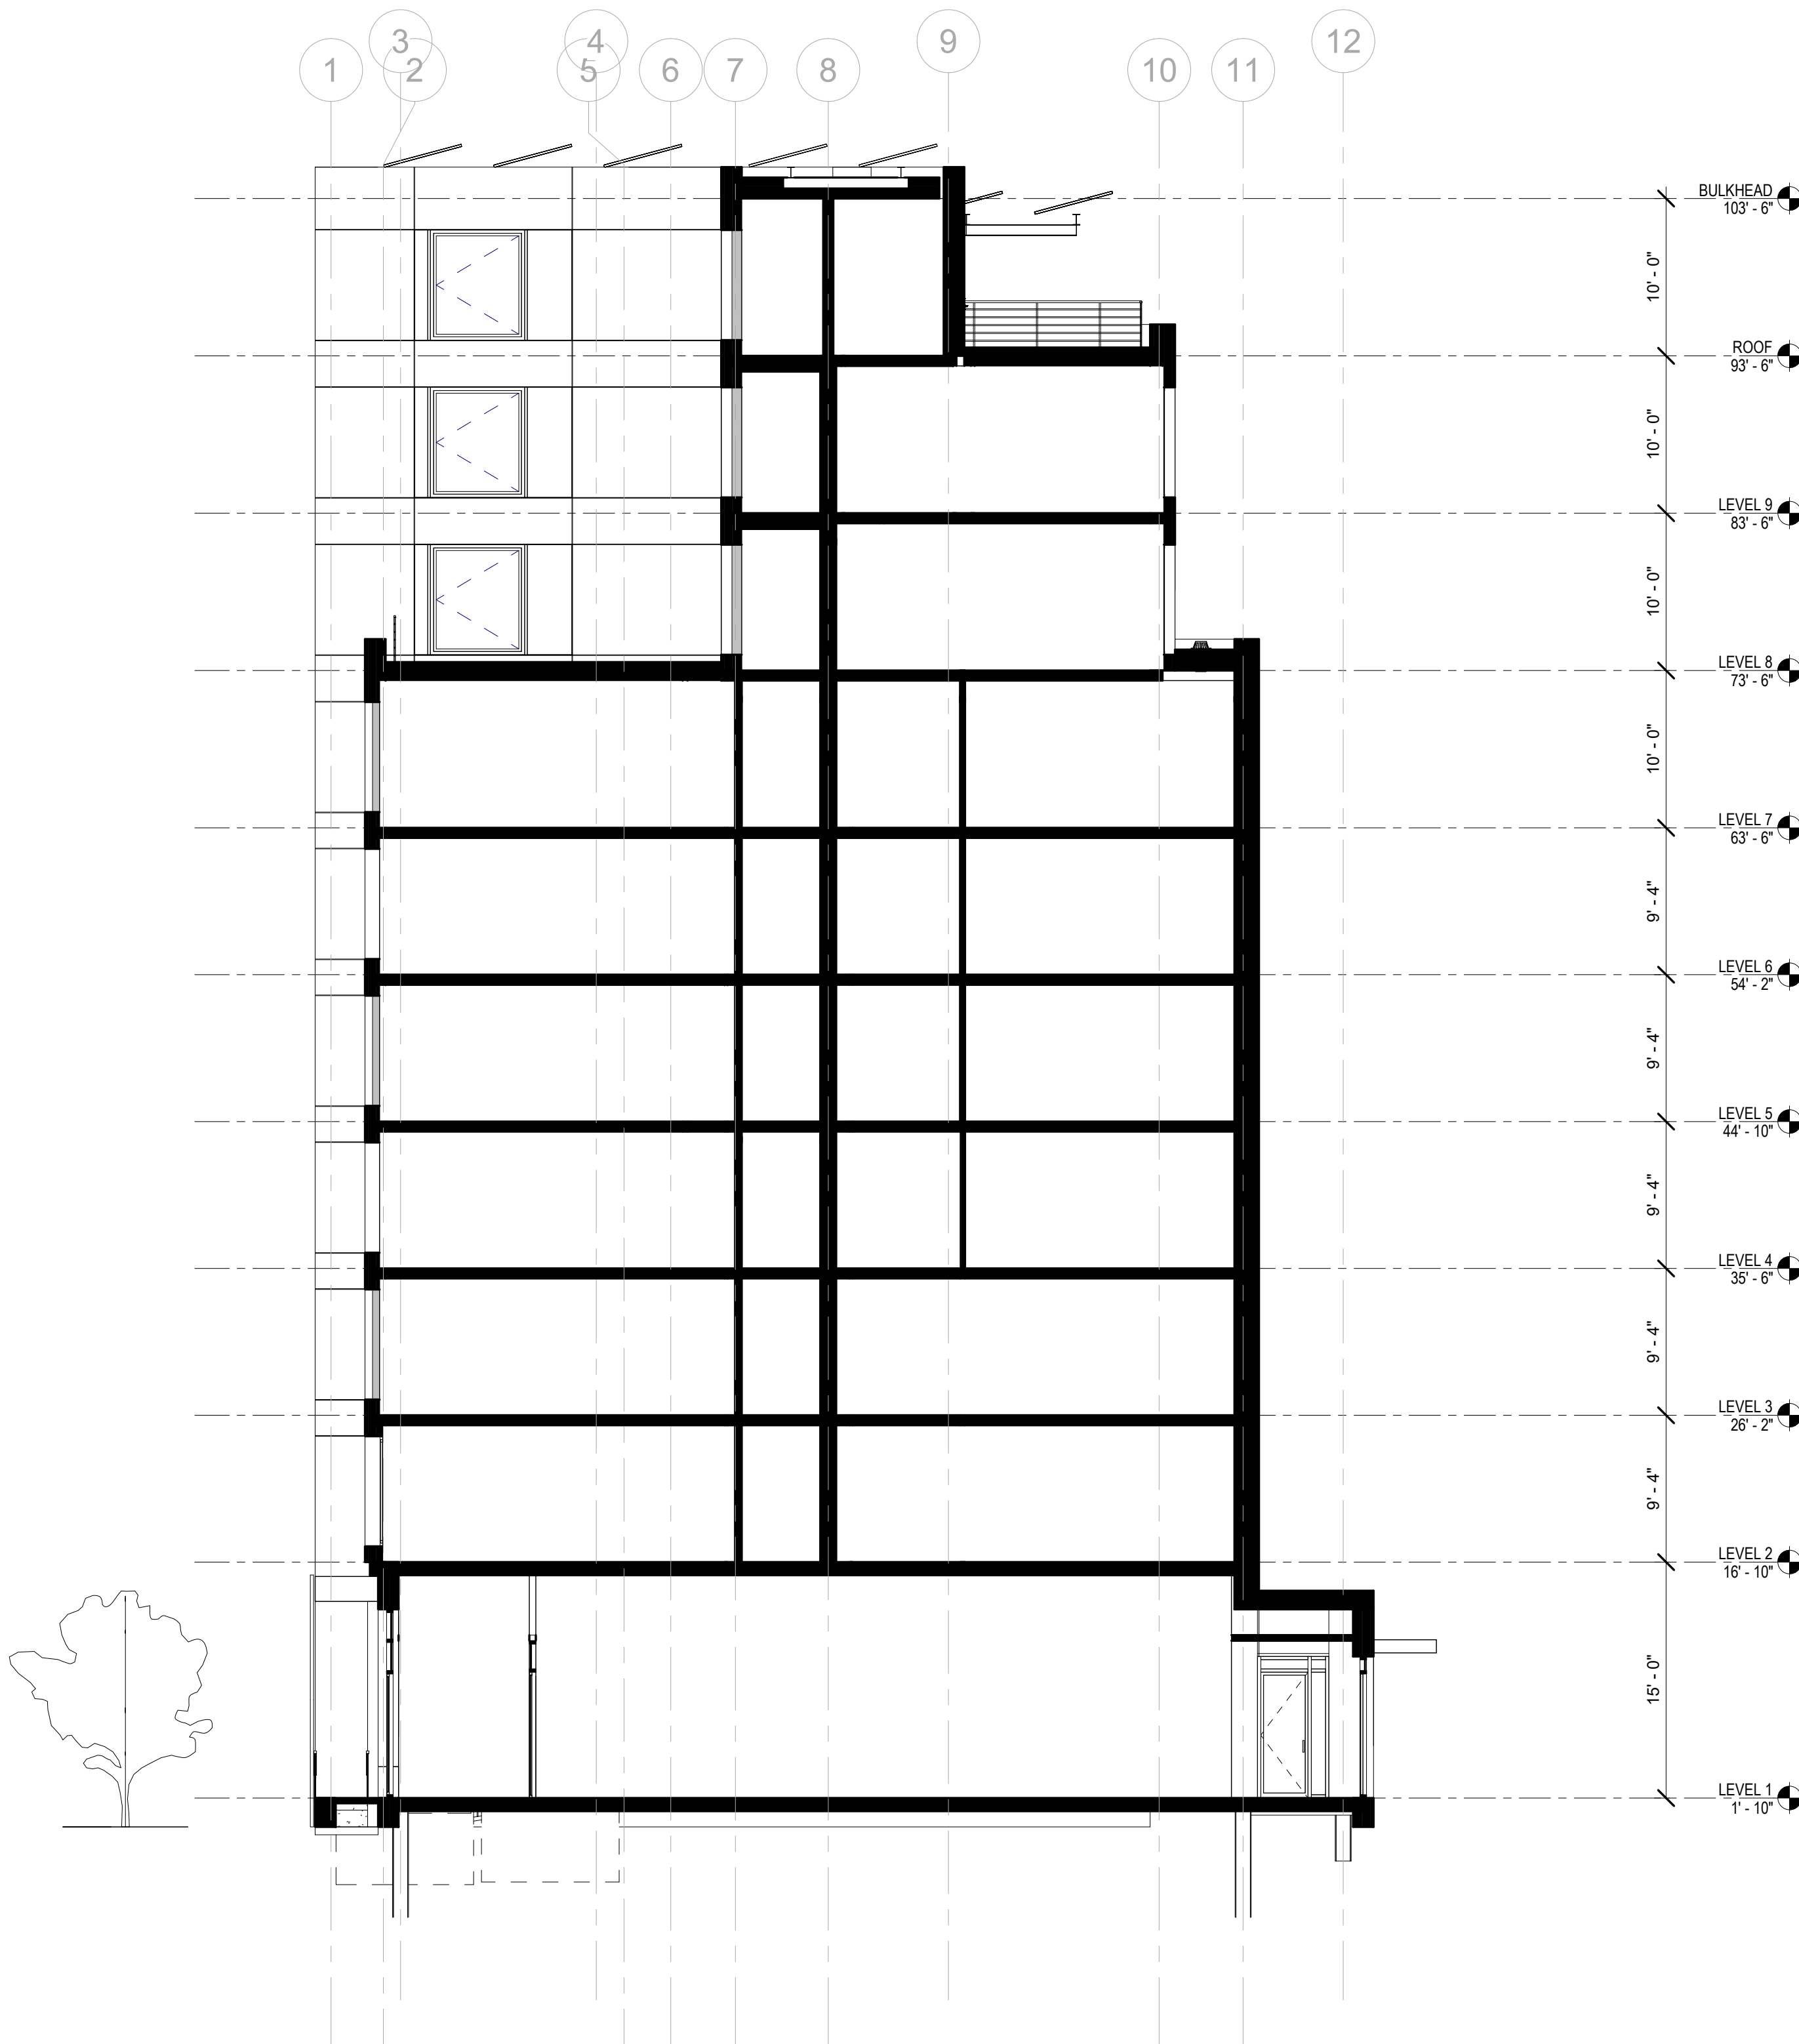 3
4
9
12
1
2
5
6
7
8
10
11
BULKHEAD
103' - 6"
10' - 0"
ROOF
93' - 6"
10' - 0"
LEVEL 9
83' - 6"
10' - 0"
LEVEL 8
73' - 6"
10' - 0"
LEVEL 7
63' - 6"
9' - 4"
LEVEL 6
54' - 2"
9' - 4"
LEVEL 5
44' - 10"
9' - 4"
LEVEL 4
35' - 6"
9' - 4"
LEVEL 3
26' - 2"
9' - 4"
LEVEL 2
16' - 10"
15' - 0"
LEVEL 1
1' - 10"